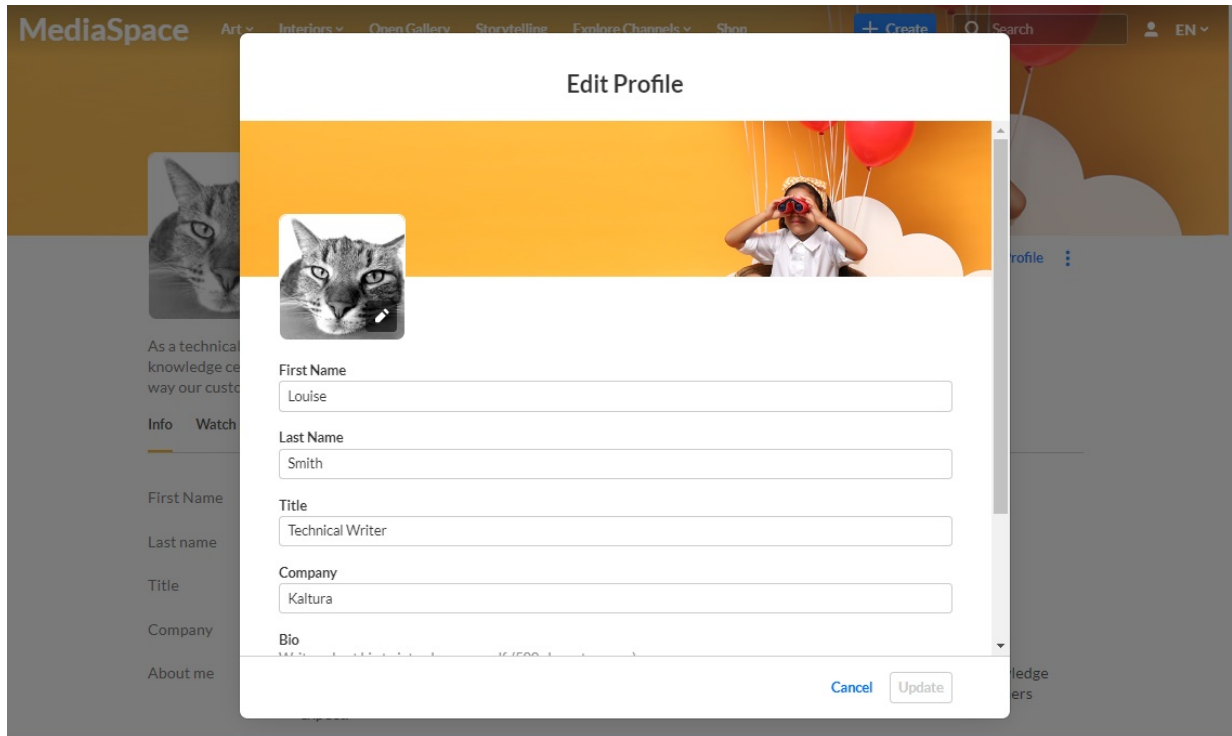 MediaSpace Art Interiors Open Gallery Storytelling Explore Channels Shop + Create Search EN
Edit Profile
rofile
As a technical
knowledge ce
way our custo
Info Watch
First Name
Last name
Title
Company
About me
First Name
Louise
Last Name
Smith
Title
Technical Writer
Company
Kaltura
Bio
Cancel Update
ledge
ers